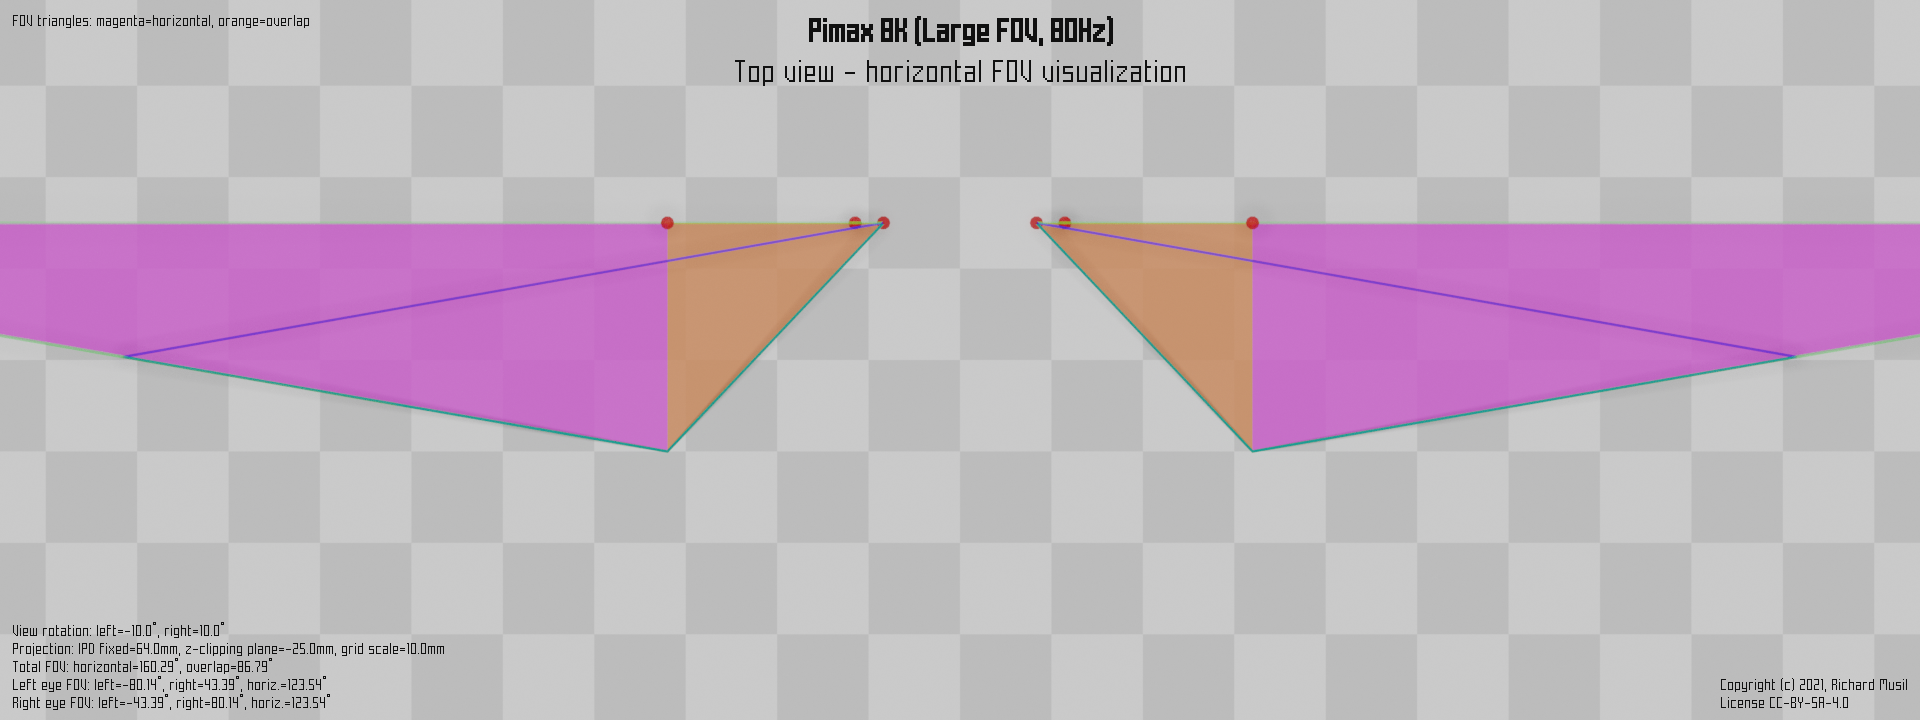 FOV triangles: magenta=horizontal, orange=overlap
Pimax 8K (Large FOV, 80Hz)
Top view - horizontal FOV visualization
View rotation: left=-10.0°, right=10.0°
Projection: IPD fixed=64.0mm, z-clipping plane=-25.0mm, grid scale=10.0mm
Total FOV: horizontal=160.29°, overlap=86.79°
Left eye FOV: left=-80.14°, right=43.39°, horiz.=123.54°
Right eye FOV: left=-43.39°, right=80.14°, horiz.=123.54°
Copyright (c) 2021, Richard Musil
License CC-BY-SA-4.0